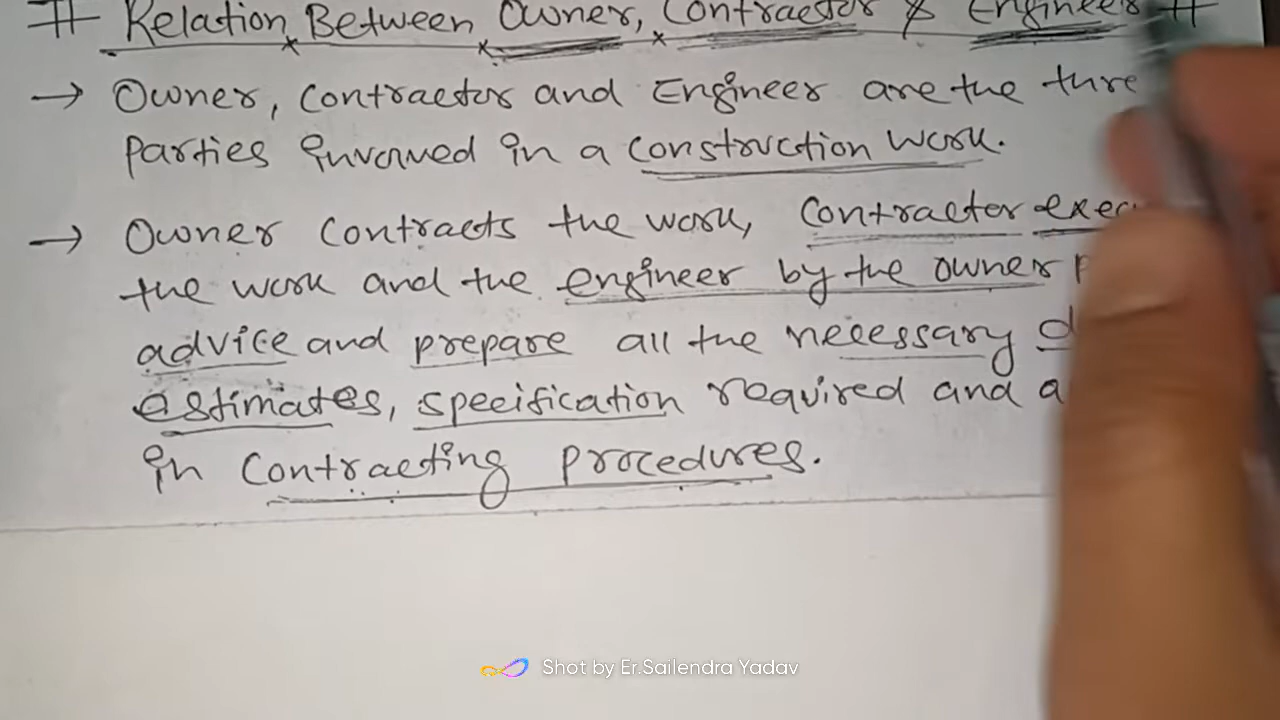 # Relation Between Owner, Contractor & Engineer #
→ Owner, Contractor and Engineer are the thre
Parties involved in a construction work.
→ Owner contracts the work, Contractor exec
the work and the engineer by the owner P
advice and prepare all the necessary d
estimates, specification required and a
in contracting procedures.
Shot by Er.Sailendra Yadav